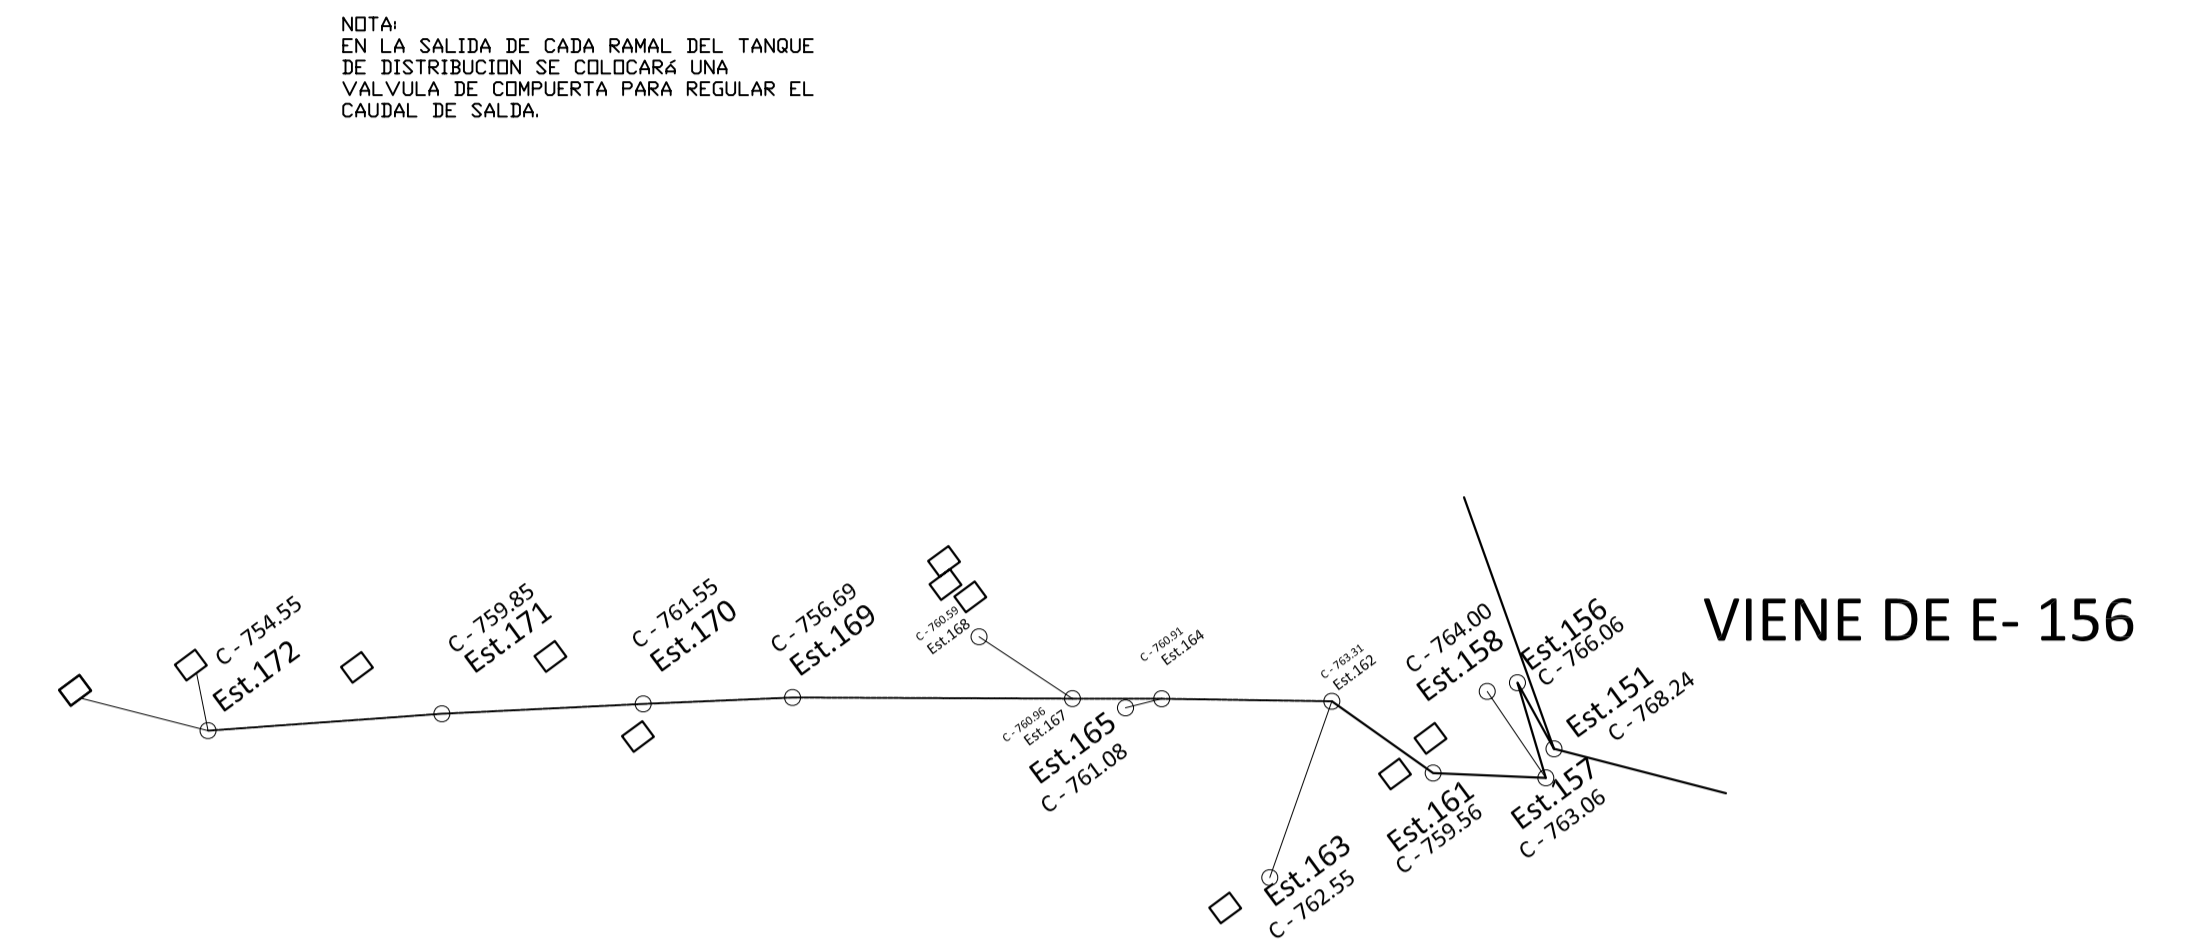 NOTA:
EN LA SALIDA DE CADA RAMAL DEL TANQUE
DE DISTRIBUCION SE COLOCARá UNA
VALVULA DE COMPUERTA PARA REGULAR EL
CAUDAL DE SALDA.
VIENE DE E- 156
C - 754.55
Est.172
C - 759.85
Est.171
C - 761.55
Est.170
C - 756.69
Est.169
C - 760.59
Est.168
C - 760.96
Est.167
Est.165
C - 761.08
C - 760.91
Est.164
C - 763.31
Est.162
Est.163
C - 762.55
C - 764.00
Est.158
Est.161
C - 759.56
Est.156
C - 766.06
Est.151
C - 768.24
Est.157
C - 763.06